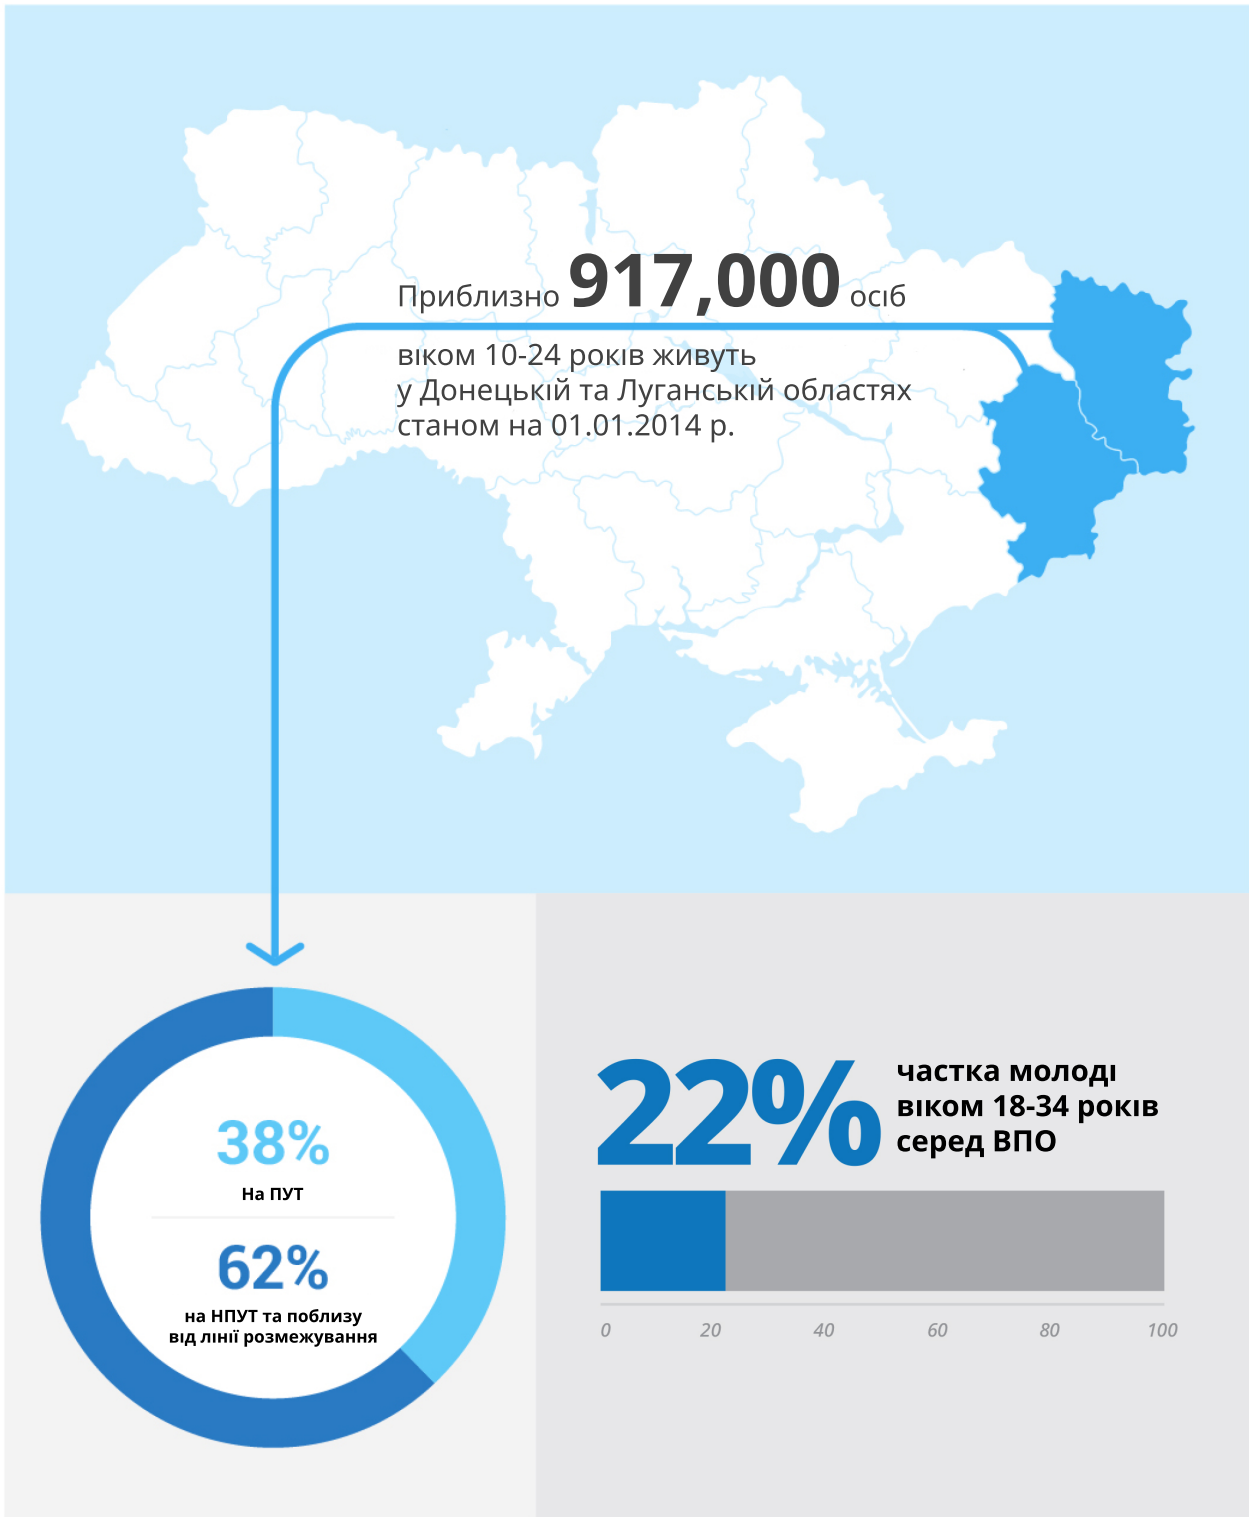 Приблизно 917,000 осіб
віком 10-24 років живуть
у Донецькій та Луганській областях
станом на 01.01.2014 р.
38%
На ПУТ
62%
на НПУТ та поблизу
від лінії розмежування
22%
частка молоді
віком 18-34 років
серед ВПО
0 20 40 60 80 100